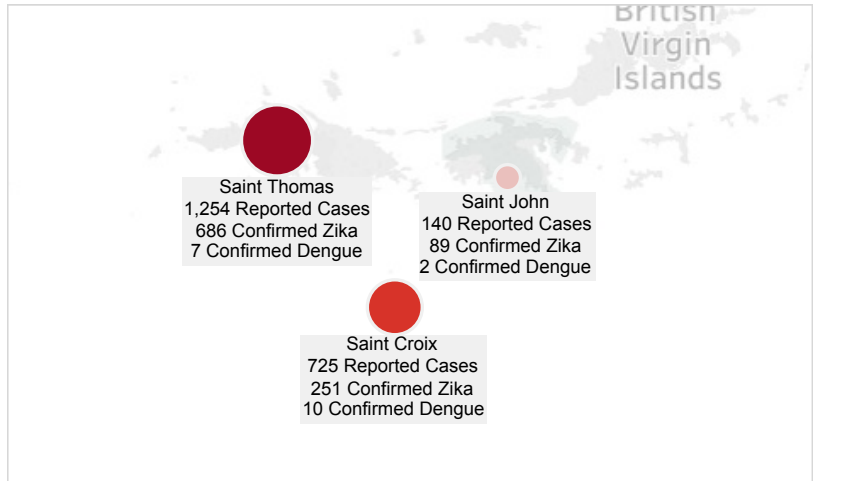 British
Virgin
Islands
Saint Thomas
1,254 Reported Cases
686 Confirmed Zika
7 Confirmed Dengue
Saint John
140 Reported Cases
89 Confirmed Zika
2 Confirmed Dengue
Saint Croix
725 Reported Cases
251 Confirmed Zika
10 Confirmed Dengue